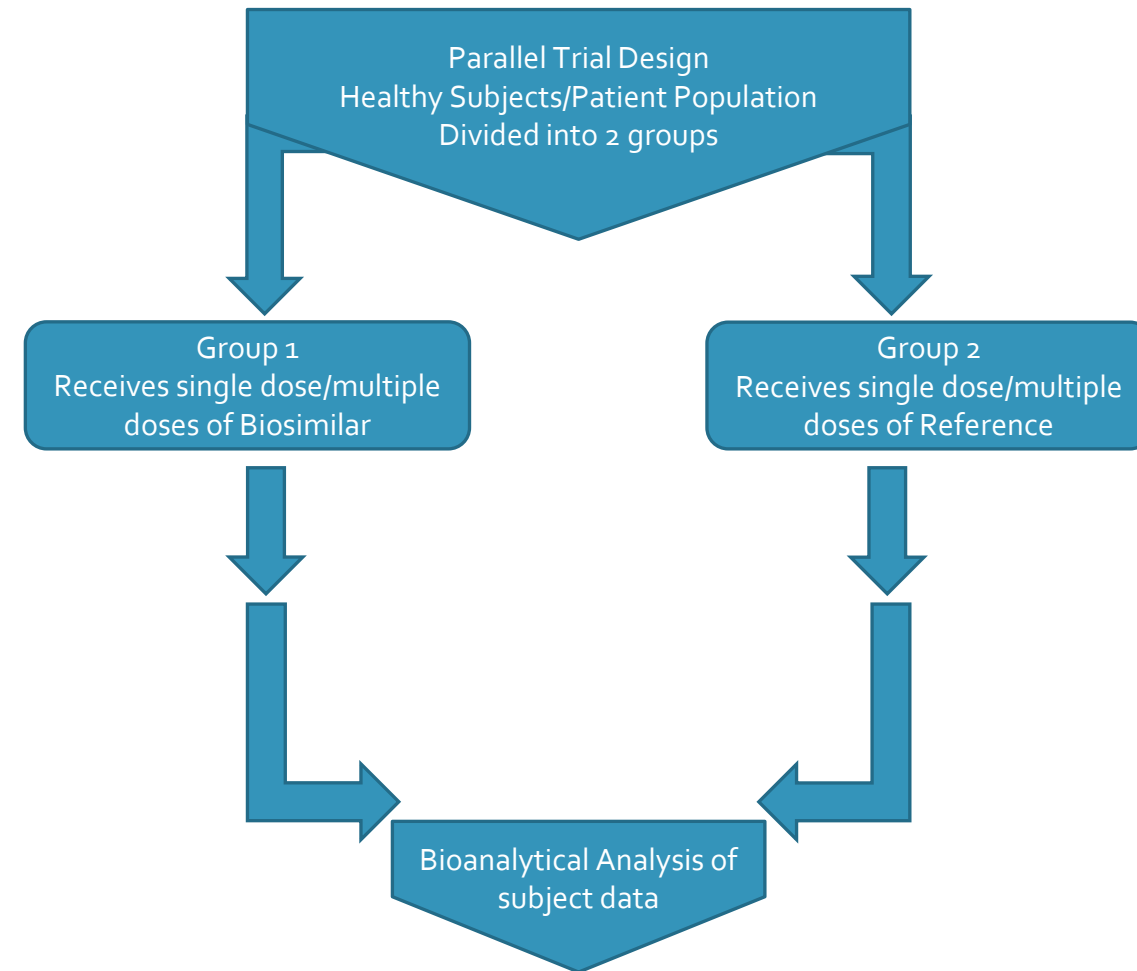 Parallel Trial Design
Healthy Subjects/Patient Population
Divided into 2 groups
Group 1
Receives single dose/multiple
doses of Biosimilar
Group 2
Receives single dose/multiple
doses of Reference
Bioanalytical Analysis of
subject data